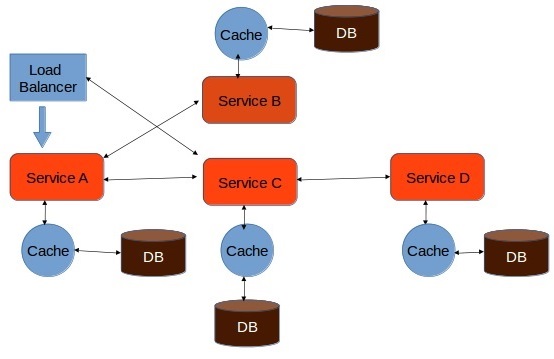 Cache
DB
Load
Balancer
Service B
Service A
Service C
Service D
Cache
DB
Cache
Cache
DB
DB